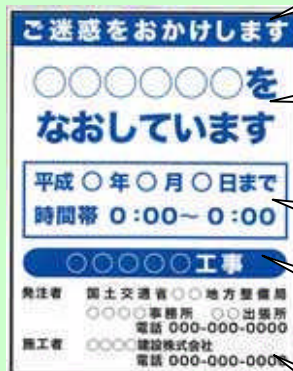 ご迷惑をおかけします
○○○○○○を
なおしています
平成○年○月○日まで
時間帯 0:00~0:00
○○○○○工事
発注者 国土交通省○○地方整備局
○○○○事務所 ○○出張所
電話 000-000-0000
施工者 ○○○○建設株式会社
電話 000-000-0000